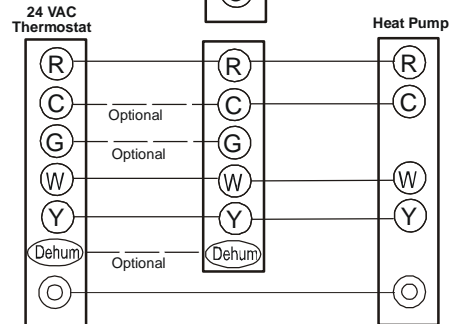 24 VAC
Thermostat
Heat Pump
R R R
C Optional C C
G Optional G
W W W
Y Y Y
Dehum Optional Dehum